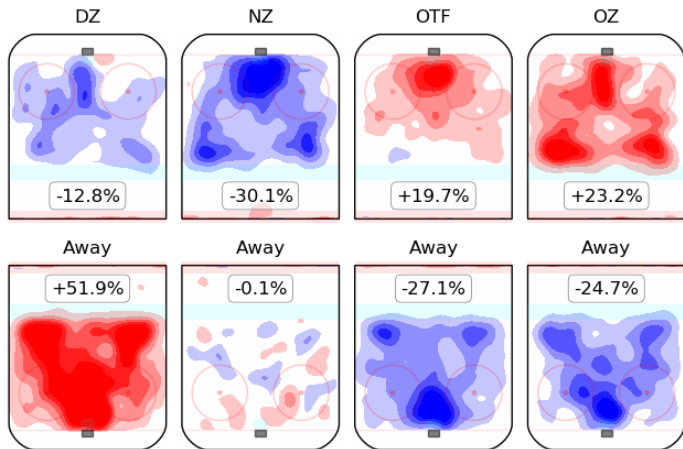 DZ NZ OTF OZ
-12.8% -30.1% +19.7% +23.2%
Away Away Away Away
+51.9% -0.1% -27.1% -24.7%